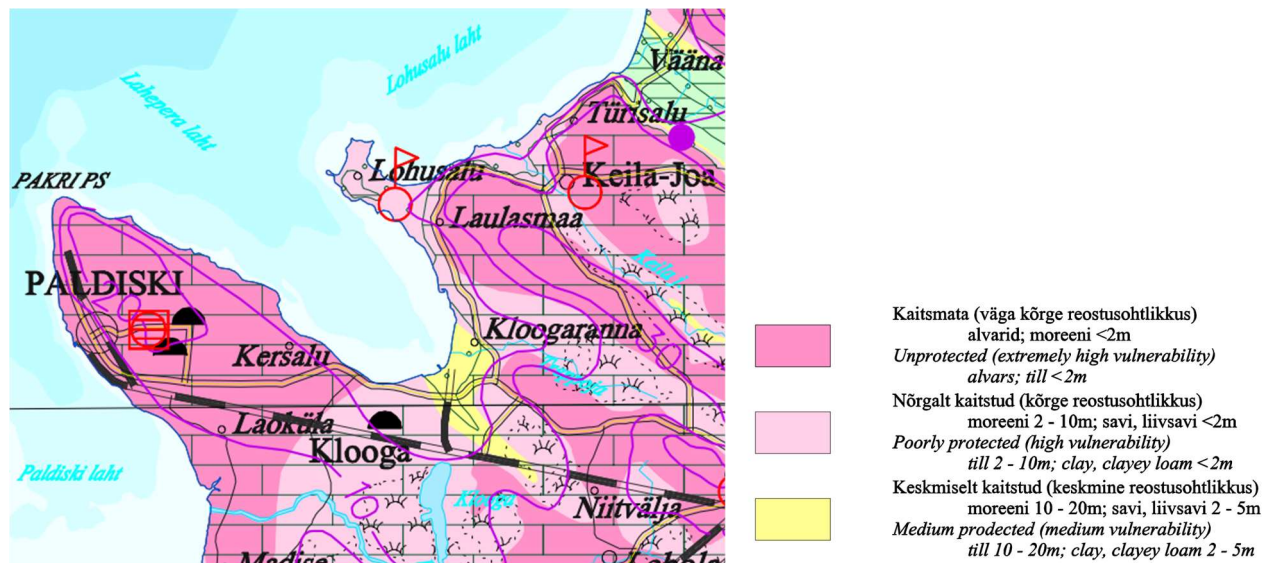 Vääna
Lohusalu laht
Lahepera laht
Türisalu
Lohusalu
Keila-Joa
PAKRI PS
Laulasmaa
Keila j
PALDISKI
Kloogaranna
Kersalu
Laoküla
Klooga
10
Paldiski laht
Klooga
Niitvälja
Madise
Kaitsmata (väga kõrge reostusohtlikkus)
alvarid; moreeni <2m
Unprotected (extremely high vulnerability)
alvars; till <2m
Nõrgalt kaitstud (kõrge reostusohtlikkus)
moreeni 2 - 10m; savi, liivsavi <2m
Poorly protected (high vulnerability)
till 2 - 10m; clay, clayey loam <2m
Keskmiselt kaitstud (keskmine reostusohtlikkus)
moreeni 10 - 20m; savi, liivsavi 2 - 5m
Medium prodected (medium vulnerability)
till 10 - 20m; clay, clayey loam 2 - 5m